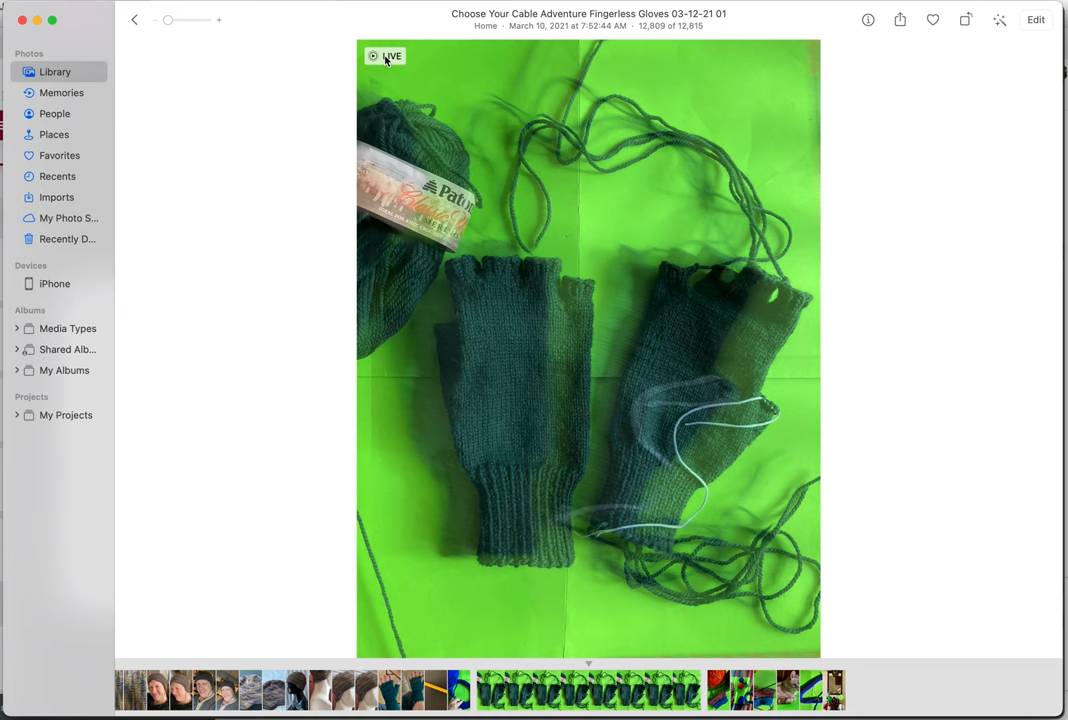 Choose Your Cable Adventure Fingerless Gloves 03-12-21 01
Home · March 10, 2021 at 7:52:44 AM · 12,809 of 12,815
Edit
Photos
Library
Memories
People
Places
Favorites
Recents
Imports
My Photo S...
Recently D...
Devices
iPhone
Albums
Media Types
Shared Alb...
My Albums
Projects
My Projects
LIVE
Classic